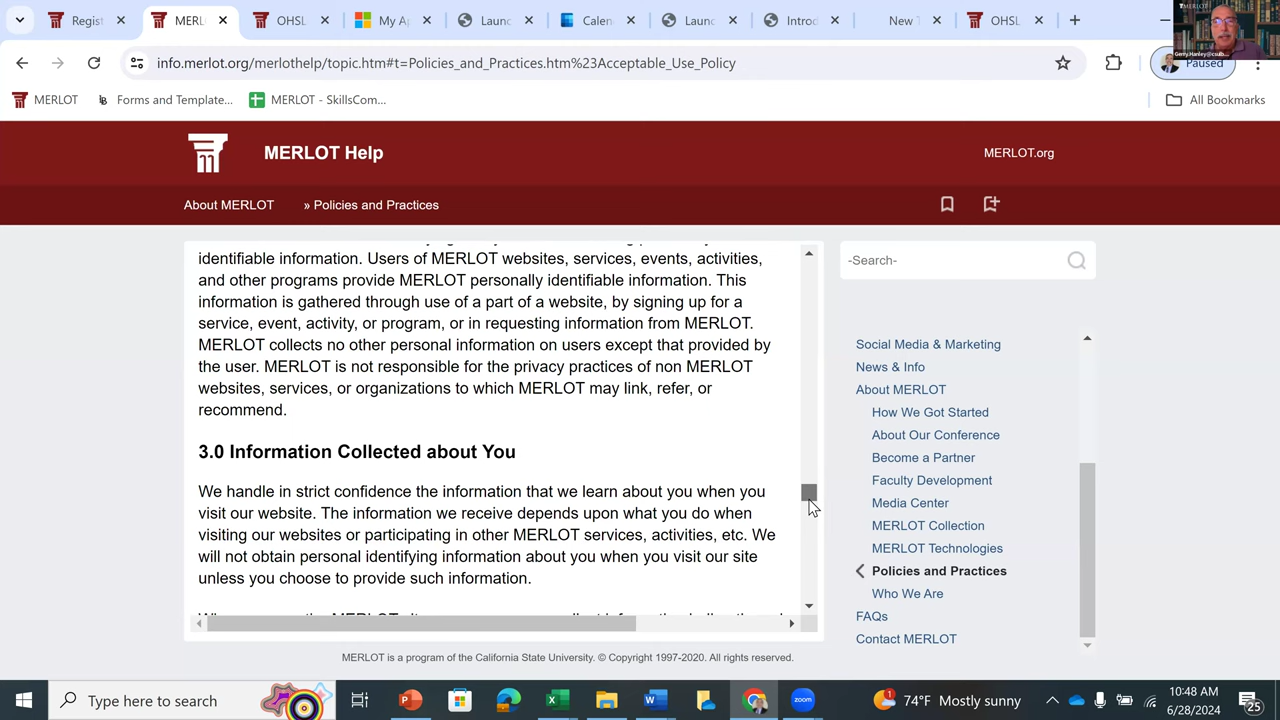 Regist
MERL
OHSL
My Ap
Launc
Calen
Launc
Introd
New T
OHSL
MERLOT
Gerry.Hanley@csulb....
info.merlot.org/merlothelp/topic.htm#t=Policies_and_Practices.htm%23Acceptable_Use_Policy
Paused
MERLOT
Forms and Template...
MERLOT - SkillsCom...
All Bookmarks
MERLOT Help
MERLOT.org
About MERLOT
» Policies and Practices
identifiable information. Users of MERLOT websites, services, events, activities,
and other programs provide MERLOT personally identifiable information. This
information is gathered through use of a part of a website, by signing up for a
service, event, activity, or program, or in requesting information from MERLOT.
MERLOT collects no other personal information on users except that provided by
the user. MERLOT is not responsible for the privacy practices of non MERLOT
websites, services, or organizations to which MERLOT may link, refer, or
recommend.
3.0 Information Collected about You
We handle in strict confidence the information that we learn about you when you
visit our website. The information we receive depends upon what you do when
visiting our websites or participating in other MERLOT services, activities, etc. We
will not obtain personal identifying information about you when you visit our site
unless you choose to provide such information.
-Search-
Social Media & Marketing
News & Info
About MERLOT
How We Got Started
About Our Conference
Become a Partner
Faculty Development
Media Center
MERLOT Collection
MERLOT Technologies
Policies and Practices
Who We Are
FAQs
Contact MERLOT
MERLOT is a program of the California State University. © Copyright 1997-2020. All rights reserved.
Type here to search
zoom
1
74°F Mostly sunny
10:48 AM
6/28/2024
25